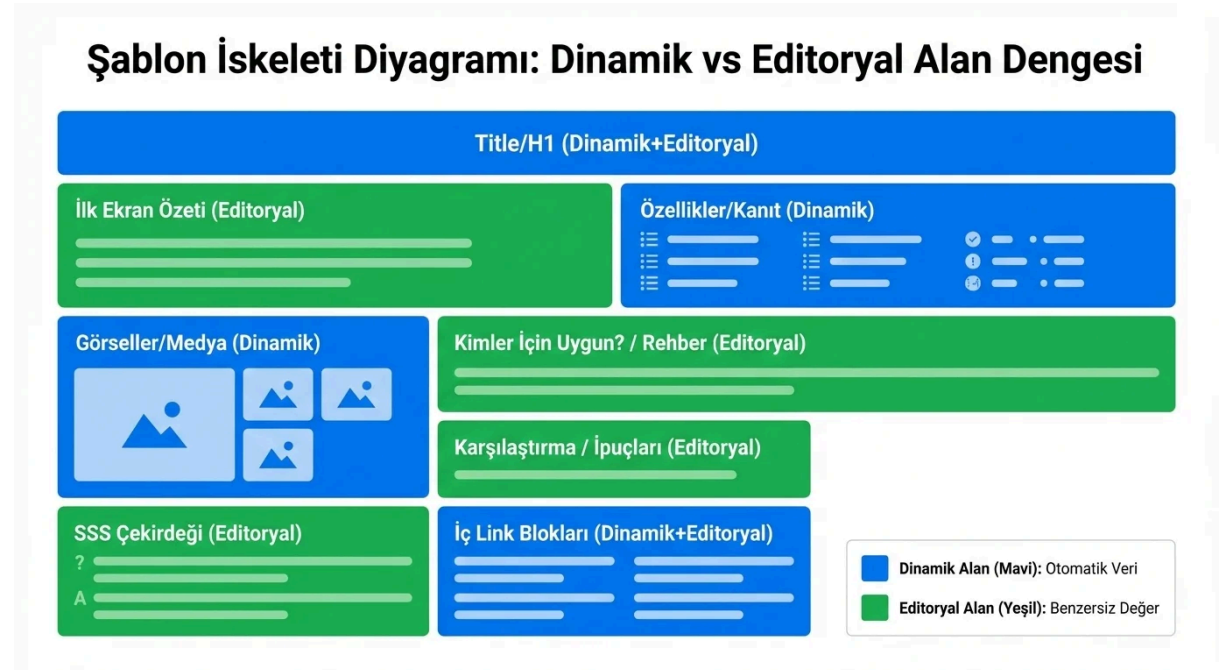 Şablon İskeleti Diyagramı: Dinamik vs Editoryal Alan Dengesi
Title/H1 (Dinamik+Editoryal)
İlk Ekran Özeti (Editoryal)
Özellikler/Kanıt (Dinamik)
Görseller/Medya (Dinamik)
Kimler İçin Uygun? / Rehber (Editoryal)
Karşılaştırma / İpuçları (Editoryal)
SSS Çekirdeği (Editoryal)
?
A
İç Link Blokları (Dinamik+Editoryal)
Dinamik Alan (Mavi): Otomatik Veri
Editoryal Alan (Yeşil): Benzersiz Değer